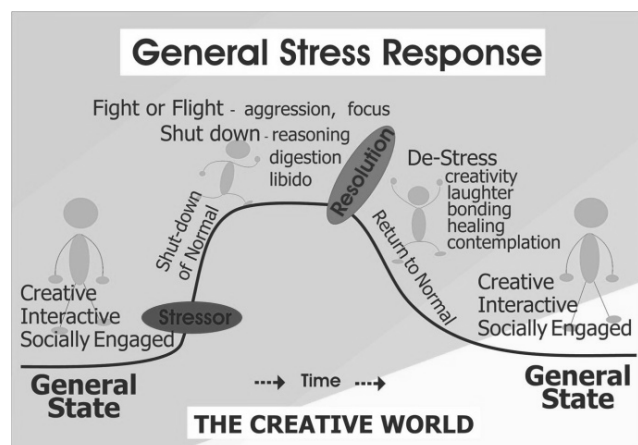 General Stress Response
Fight or Flight - aggression, focus
Shut down - reasoning
digestion
libido
Resolution
De-Stress
creativity
laughter
bonding
healing
contemplation
Shut-down
of Normal
Return to Normal
Creative
Interactive
Socially Engaged
Stressor
Creative
Interactive
Socially Engaged
General
State
Time
General
State
THE CREATIVE WORLD